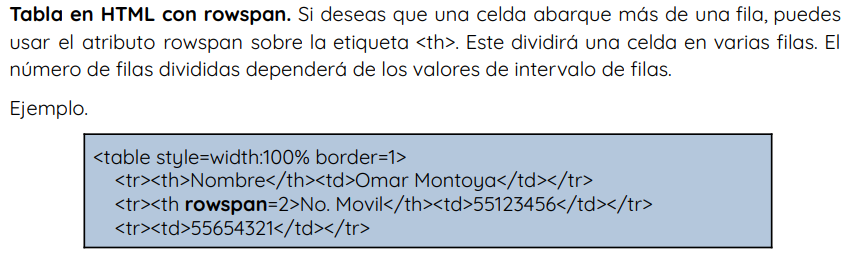 Tabla en HTML con rowspan. Si deseas que una celda abarque más de una fila, puedes
usar el atributo rowspan sobre la etiqueta <th>. Este dividirá una celda en varias filas. El
número de filas divididas dependerá de los valores de intervalo de filas.
Ejemplo.
<table style=width:100% border=1>
<tr><th>Nombre</th><td>Omar Montoya</td></tr>
<tr><th rowspan=2>No. Movil</th><td>55123456</td></tr>
<tr><td>55654321</td></tr>